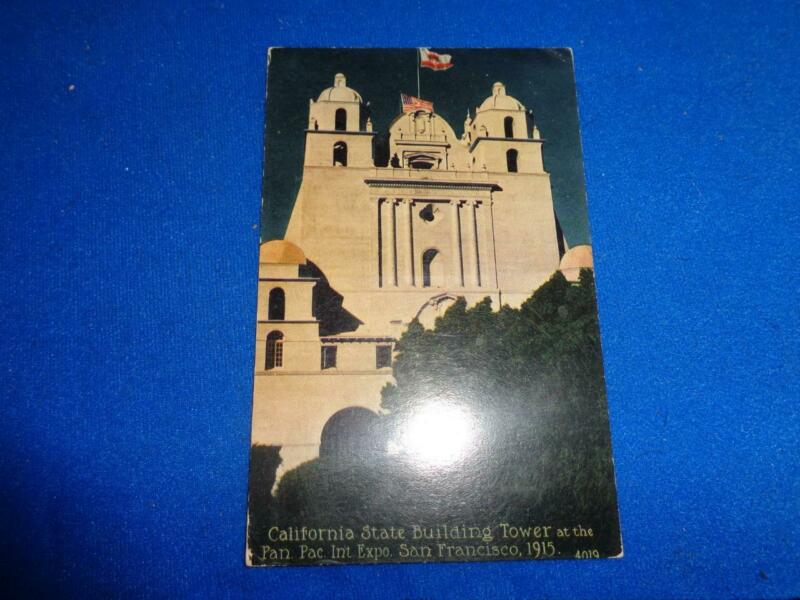 California State Building Tower at the
Pan. Pac. Int. Expo. San Francisco, 1915. 4019